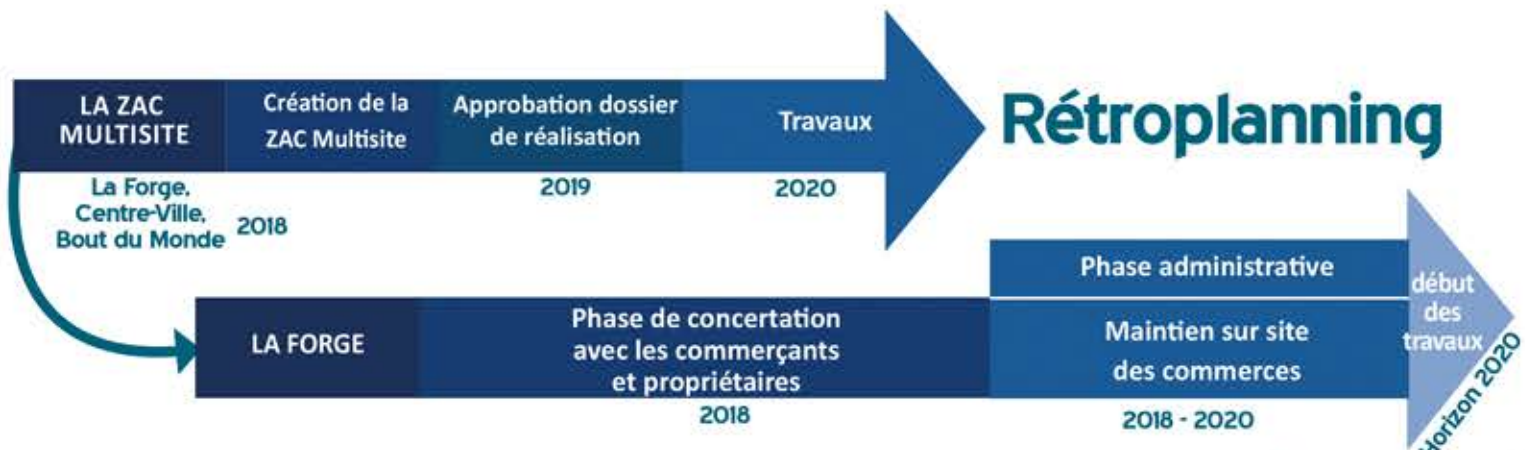 LA ZAC
MULTISITE
Création de la
ZAC Multisite
Approbation dossier
de réalisation
Travaux
Rétroplanning
La Forge,
Centre-Ville,
Bout du Monde
2018
2019
2020
LA FORGE
Phase de concertation
avec les commerçants
et propriétaires
2018
Phase administrative
Maintien sur site
des commerces
2018 - 2020
début
des
travaux
Horizon 2020